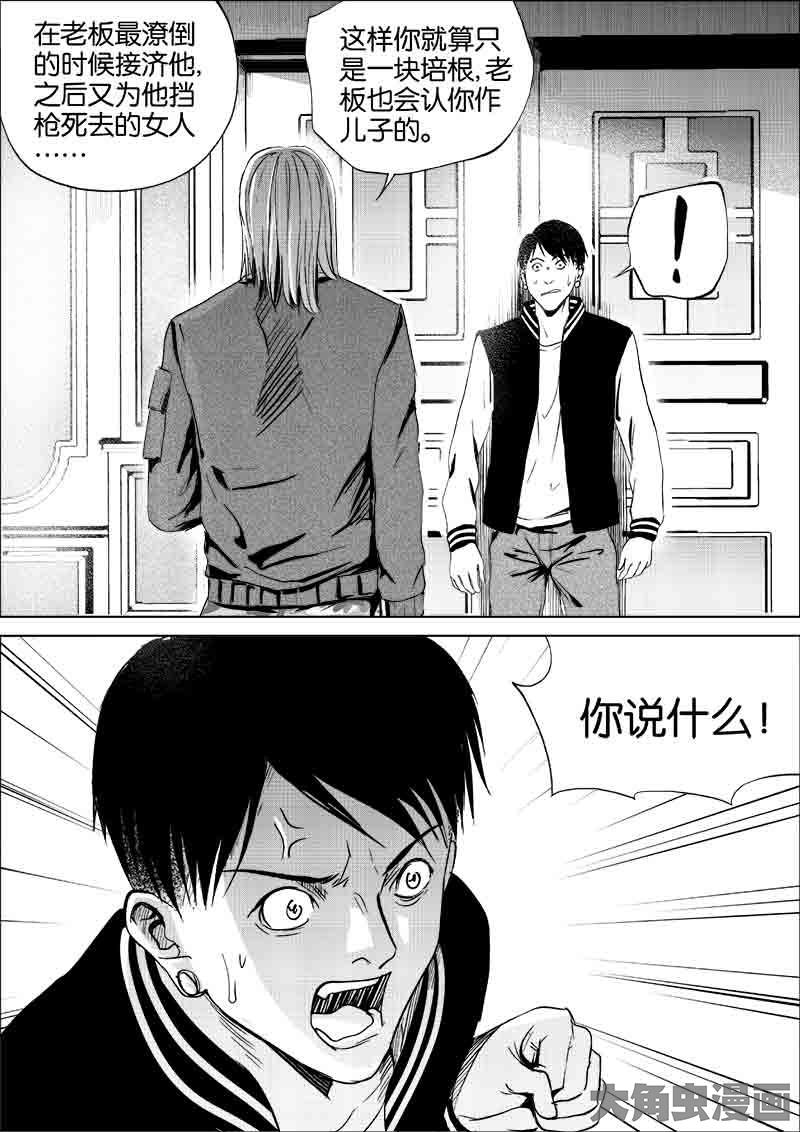 在老板最潦倒
的时候接济他,
之后又为他挡
枪死去的女人
……
这样你就算只
是一块培根,老
板也会认你作
儿子的。
!
你说什么!
大角虫漫画